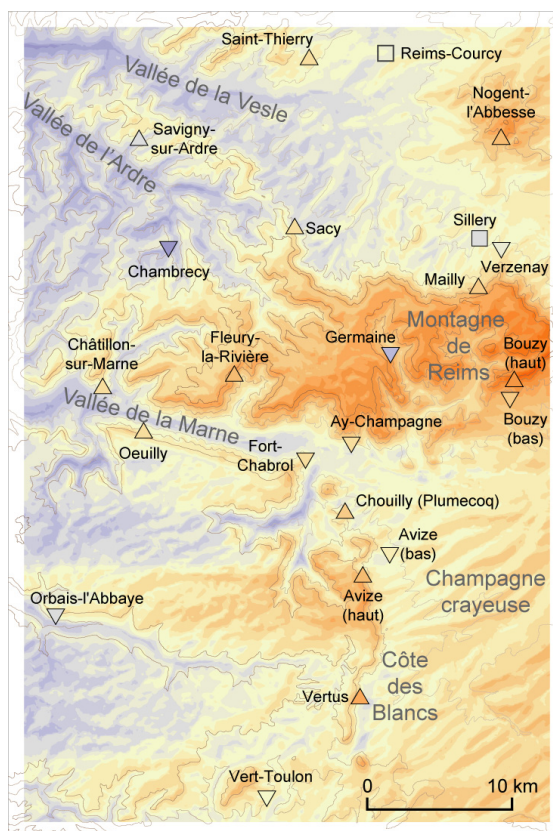 Saint-Thierry
Reims-Courcy
Vallée de la Vesle
Nogent-
l'Abbesse
Vallée de l'Ardre
Savigny-
sur-Ardre
Sacy
Sillery
Verzenay
Chambrecy
Mailly
Montagne
de
Reims
Châtillon-
sur-Marne
Fleury-
la-Rivière
Germaine
Bouzy
(haut)
Vallée de la Marne
Ay-Champagne
Bouzy
(bas)
Oeuilly
Fort-
Chabrol
Chouilly (Plumecoq)
Avize
(bas)
Champagne
crayeuse
Orbais-l'Abbaye
Avize
(haut)
Côte
des
Blancs
Vertus
Vert-Toulon
0 10 km